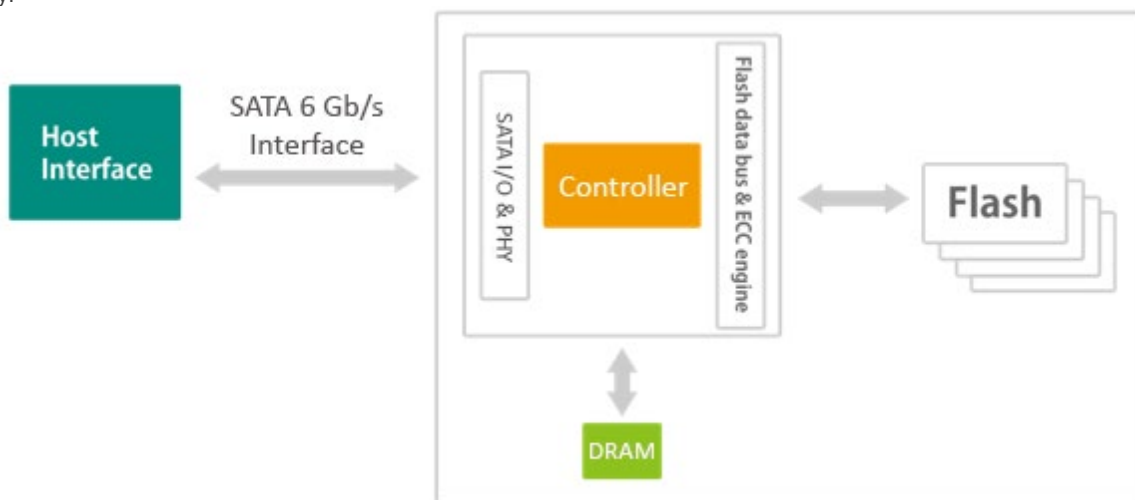 y.
Host
Interface
SATA 6 Gb/s
Interface
SATA I/O & PHY
Controller
Flash data bus & ECC engine
Flash
DRAM